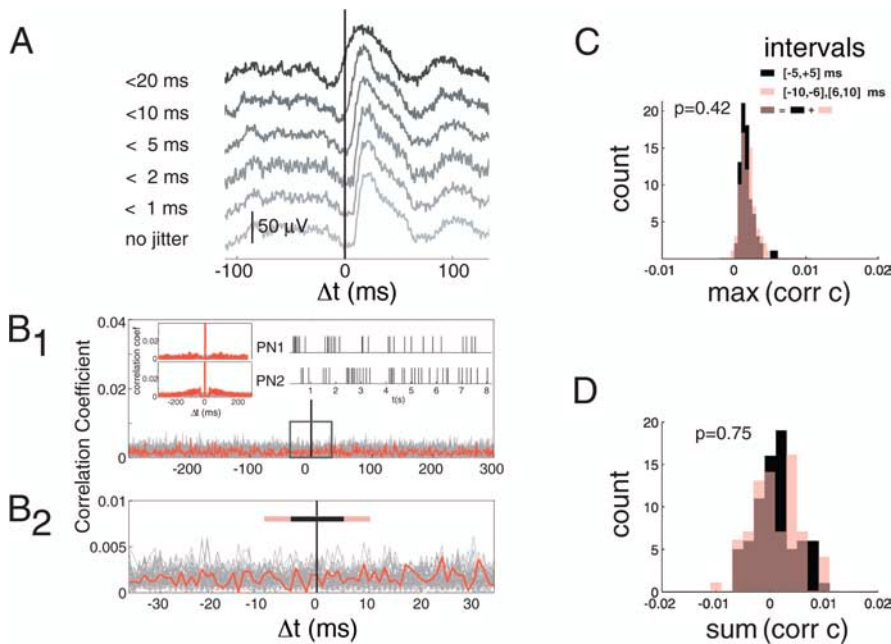 A
<20 ms
<10 ms
< 5 ms
< 2 ms
< 1 ms
no jitter
50 µV
-100 0 100
Δt (ms)
B1
Correlation Coefficient
0.04
0.02
0
correlation coef
0.02
0
0.02
0
-200 0 200
Δt (ms)
PN1
PN2
1 2 3 4 5 6 7 8
t(s)
-200 -100 0 100 200 300
B2
0.01
0.005
0
-30 -20 -10 0 10 20 30
Δt (ms)
C
intervals
[-5,+5] ms
[-10,-6],[6,10] ms
= +
p=0.42
count
20
15
10
5
-0.01 0 0.01 0.02
max (corr c)
D
p=0.75
count
20
15
10
5
0
-0.02 -0.01 0 0.01 0.02
sum (corr c)